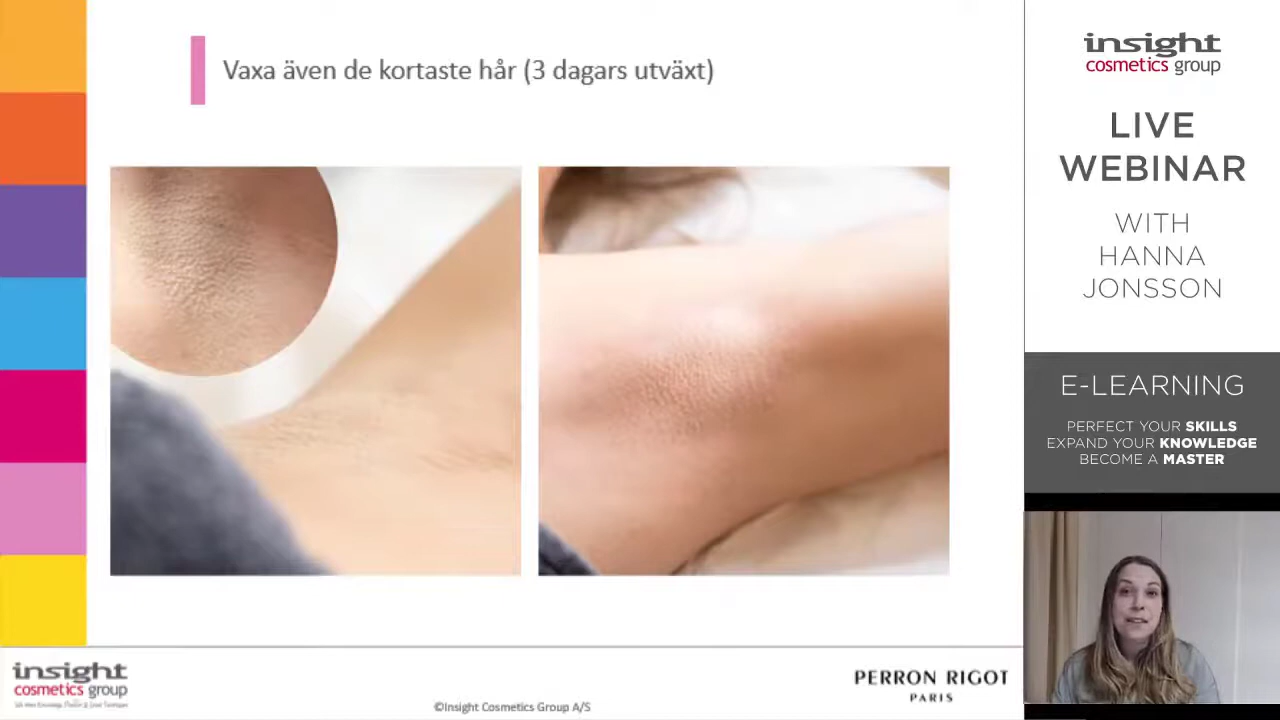 Vaxa även de kortaste hår (3 dagars utväxt)
insight
cosmetics group
LIVE
WEBINAR
WITH
HANNA
JONSSON
E-LEARNING
PERFECT YOUR SKILLS
EXPAND YOUR KNOWLEDGE
BECOME A MASTER
insight
cosmetics group
©Insight Cosmetics Group A/S
PERRON RIGOT
PARIS